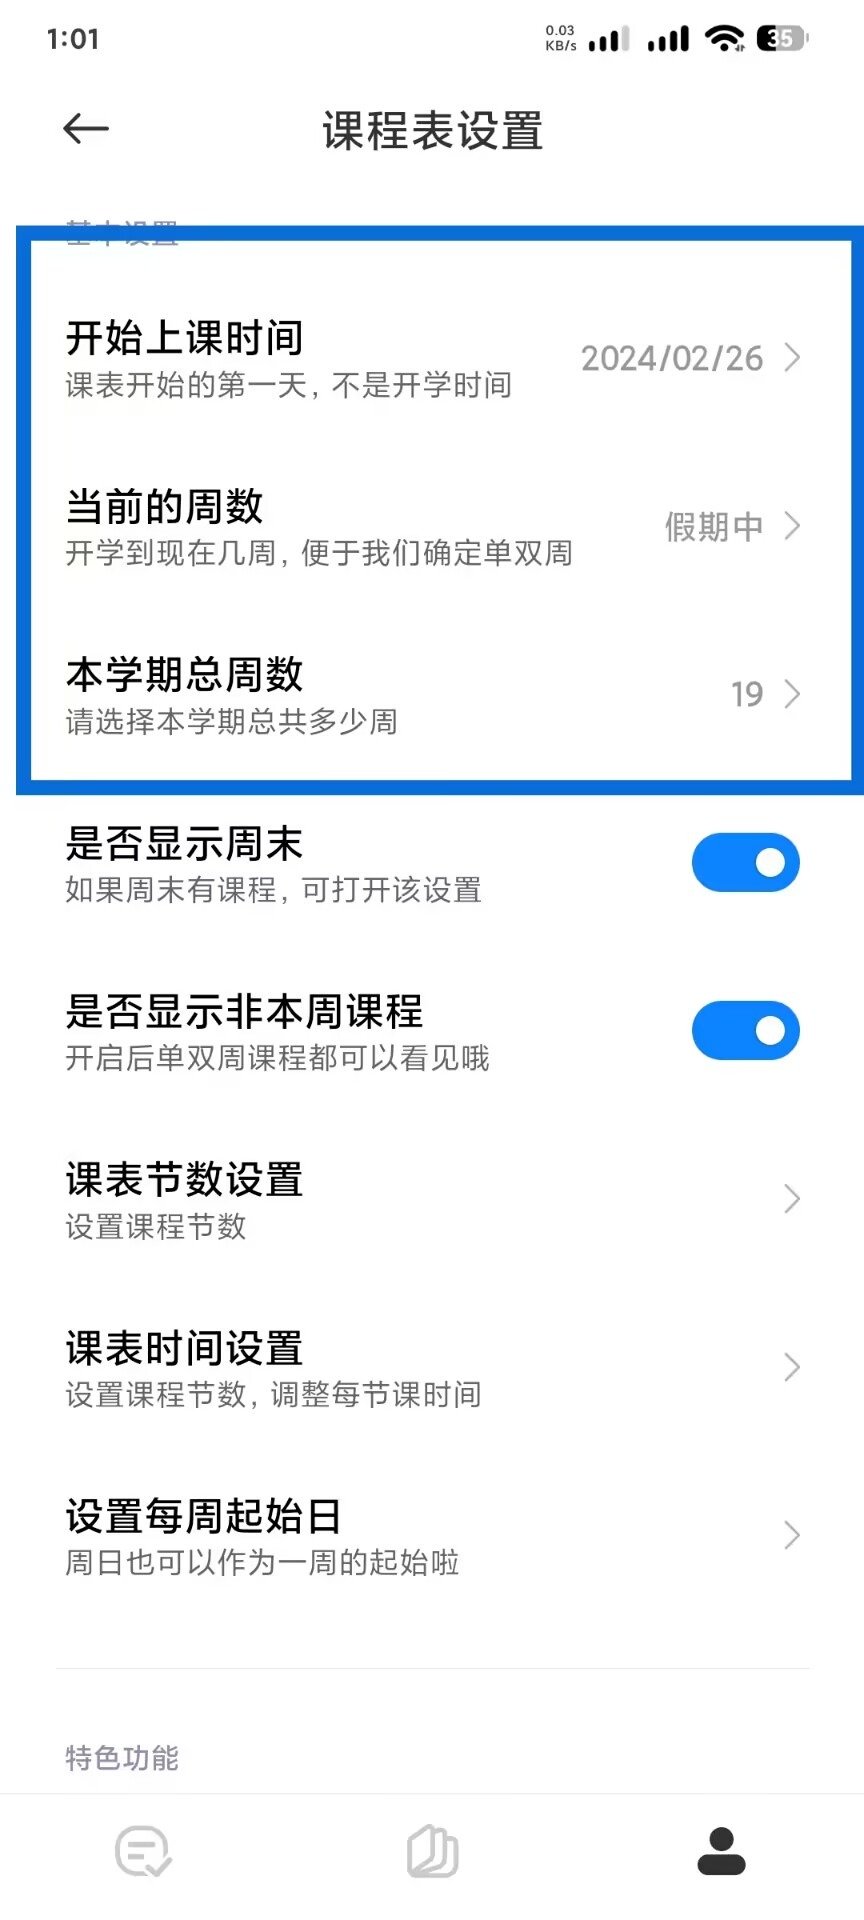 1:01
0.03
KB/s
35
课程表设置
基本设置
开始上课时间
课表开始的第一天, 不是开学时间
2024/02/26
当前的周数
开学到现在几周, 便于我们确定单双周
假期中
本学期总周数
请选择本学期总共多少周
19
是否显示周末
如果周末有课程, 可打开该设置
是否显示非本周课程
开启后单双周课程都可以看见哦
课表节数设置
设置课程节数
课表时间设置
设置课程节数, 调整每节课时间
设置每周起始日
周日也可以作为一周的起始啦
特色功能